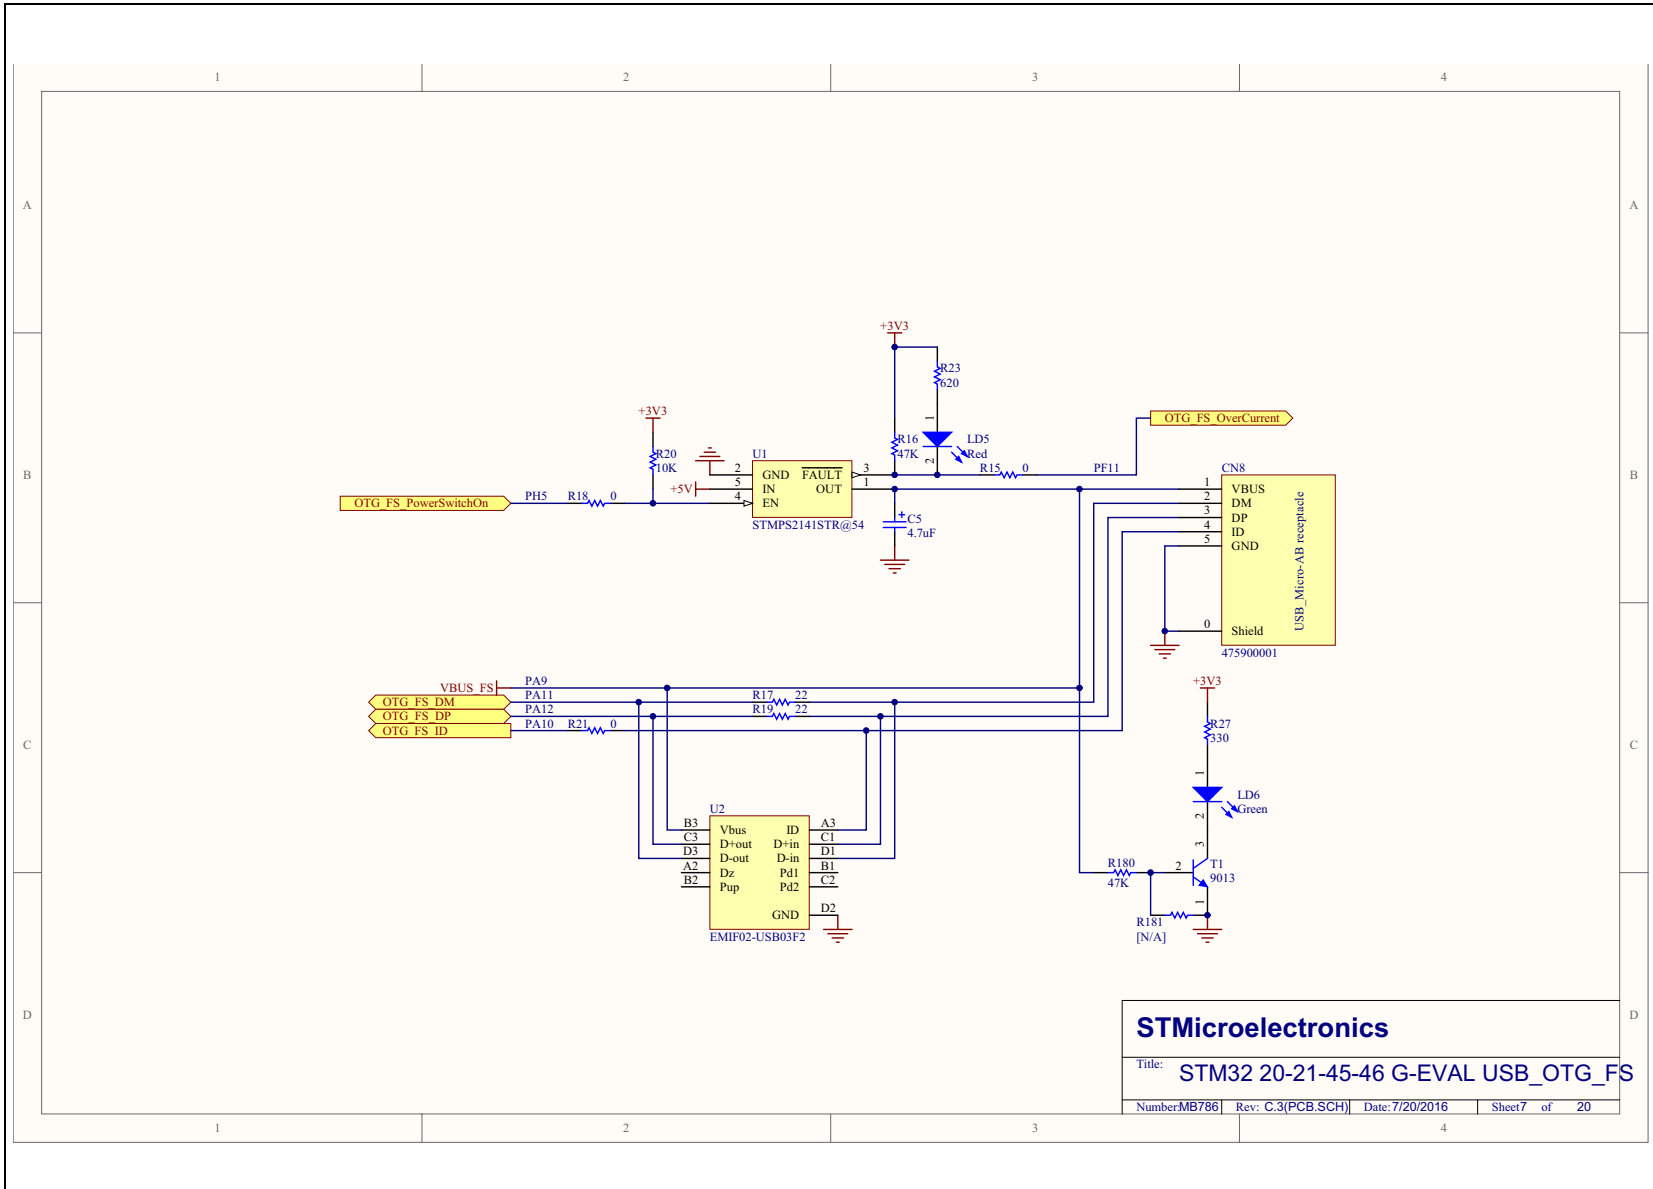 1 2 3 4
A A
+3V3
R23
620
+3V3
1
OTG_FS_OverCurrent
R16
47K
LD5
Red
2
R20
10K
U1
R15 0 PF11
B B
CN8
2 GND FAULT 3
+5V 5 IN OUT 1
4 EN
OTG_FS_PowerSwitchOn PH5 R18 0
STMPS2141STR@54
+
C5
4.7uF
1 VBUS
2 DM
3 DP
4 ID
5 GND
USB_Micro-AB receptacle
0 Shield
475900001
VBUS_FS PA9
OTG_FS_DM PA11 R17 22
OTG_FS_DP PA12 R19 22
OTG_FS_ID PA10 R21 0
+3V3
R27
330
C C
1
LD6
Green
2
U2
B3 Vbus ID A3
C3 D+out D+in C1
D3 D-out D-in D1
A2 Dz Pd1 B1
B2 Pup Pd2 C2
GND D2
EMIF02-USB03F2
3
R180
47K
2
T1
9013
1
R181
[N/A]
D D
STMicroelectronics
Title: STM32 20-21-45-46 G-EVAL USB_OTG_FS
Number:MB786 Rev: C.3(PCB.SCH) Date:7/20/2016 Sheet7 of 20
1 2 3 4